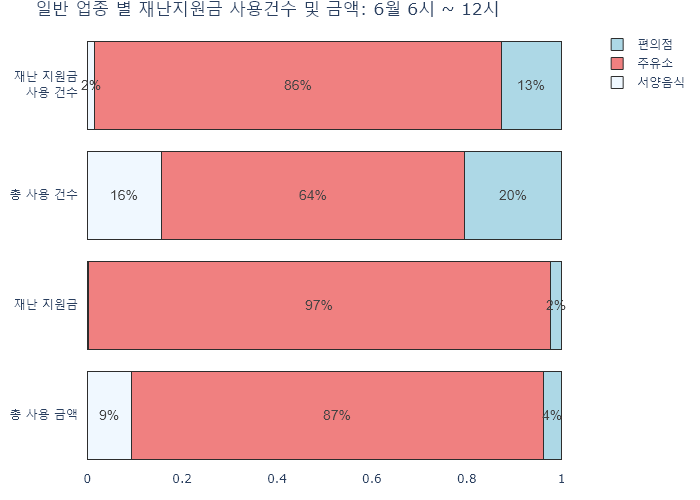 일반 업종 별 재난지원금 사용건수 및 금액: 6월 6시 ~ 12시
편의점
주유소
서양음식
재난 지원금
사용 건수
2%
86%
13%
총 사용 건수
16%
64%
20%
재난 지원금
97%
2%
총 사용 금액
9%
87%
4%
0
0.2
0.4
0.6
0.8
1